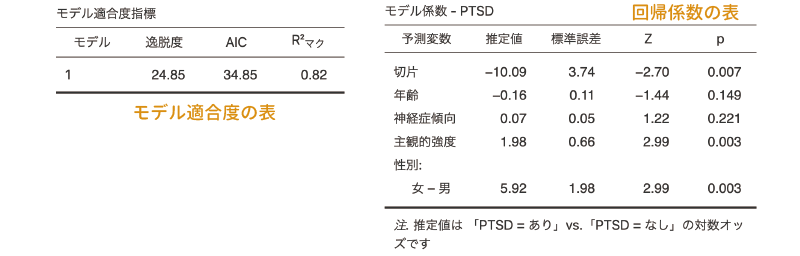 モデル適合度指標
モデル 逸脱度 AIC R²マク
1 24.85 34.85 0.82
モデル適合度の表
モデル係数 – PTSD
回帰係数の表
予測変数 推定値 標準誤差 Z p
切片 −10.09 3.74 −2.70 0.007
年齢 −0.16 0.11 −1.44 0.149
神経症傾向 0.07 0.05 1.22 0.221
主観的強度 1.98 0.66 2.99 0.003
性別:
女 – 男 5.92 1.98 2.99 0.003
注. 推定値は 「PTSD = あり」vs.「PTSD = なし」の対数オッ
ズです